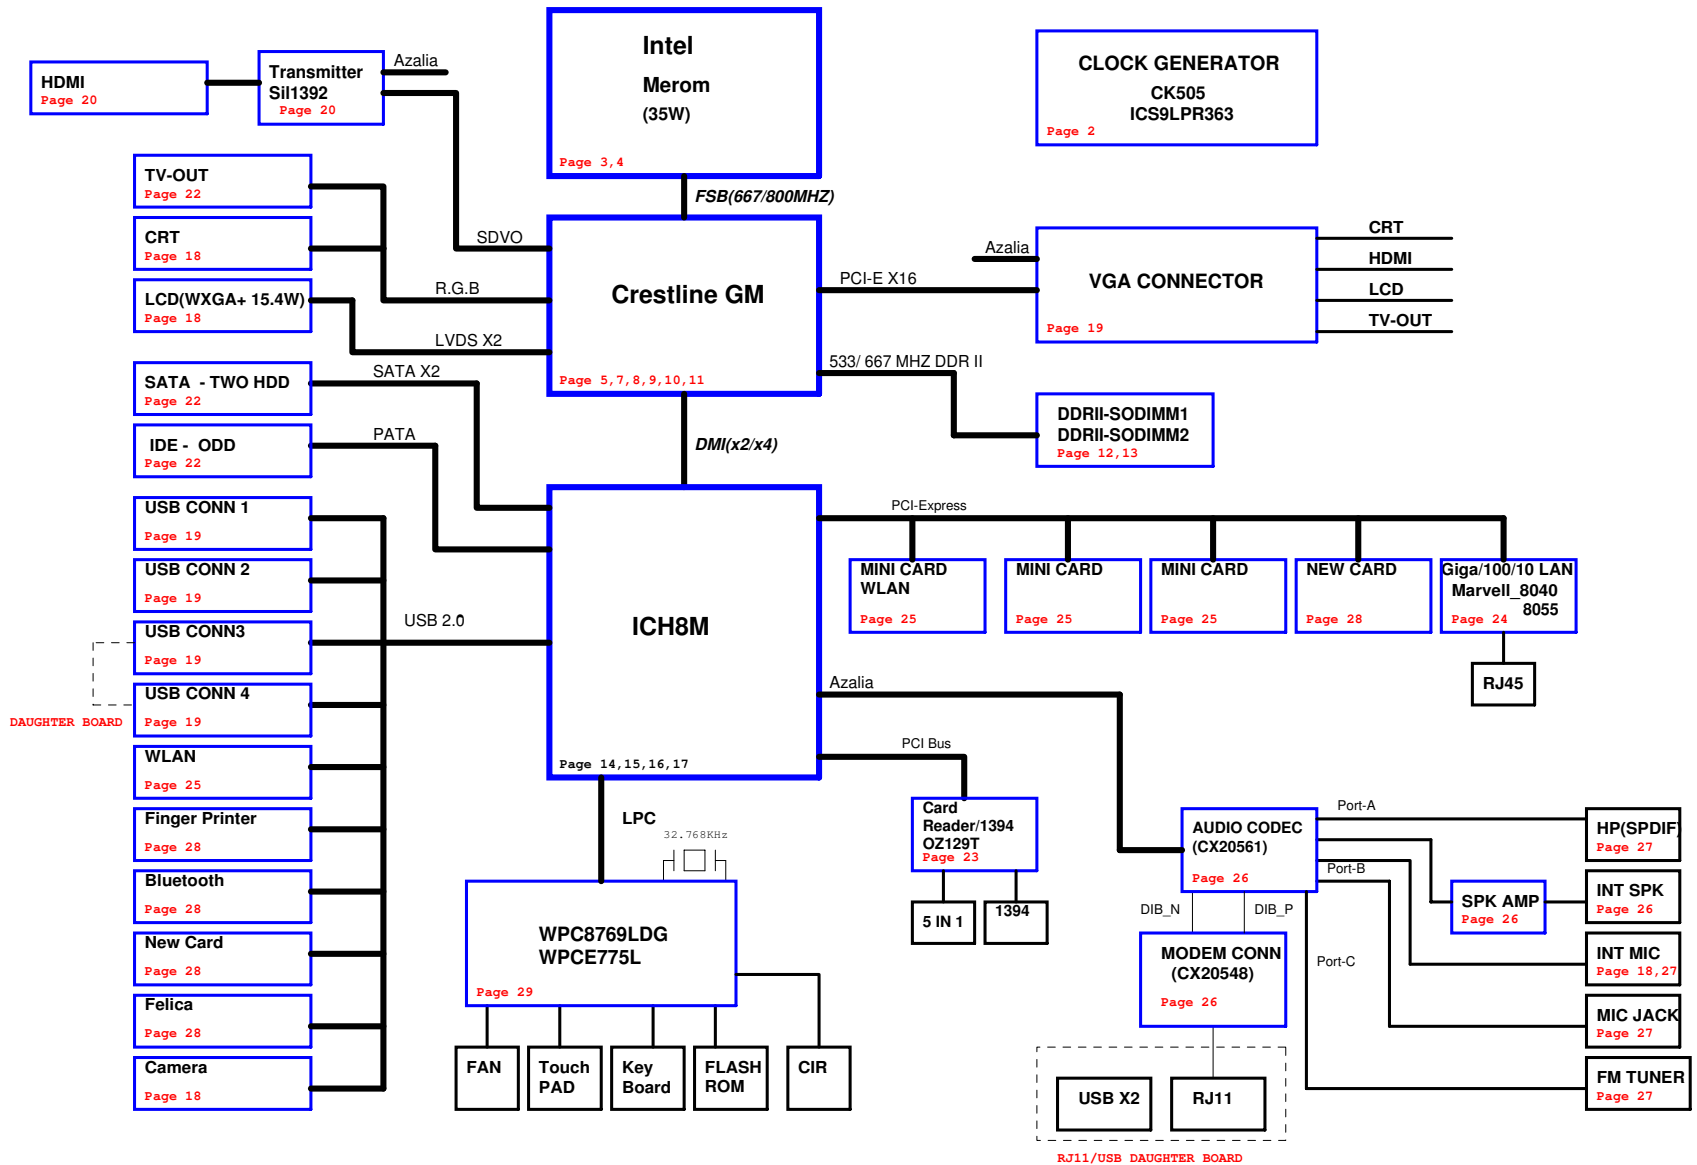 Intel
Merom
(35W)
Page 3,4
CLOCK GENERATOR
CK505
ICS9LPR363
Page 2
HDMI
Page 20
Transmitter
SiI1392
Page 20
Azalia
TV-OUT
Page 22
CRT
Page 18
LCD(WXGA+ 15.4W)
Page 18
SATA - TWO HDD
Page 22
IDE - ODD
Page 22
SDVO
R.G.B
LVDS X2
SATA X2
PATA
FSB(667/800MHZ)
Crestline GM
Page 5,7,8,9,10,11
DMI(x2/x4)
PCI-E X16
Azalia
VGA CONNECTOR
Page 19
CRT
HDMI
LCD
TV-OUT
533/ 667 MHZ DDR II
DDRII-SODIMM1
DDRII-SODIMM2
Page 12,13
USB CONN 1
Page 19
USB CONN 2
Page 19
USB CONN3
Page 19
USB CONN 4
Page 19
DAUGHTER BOARD
WLAN
Page 25
Finger Printer
Page 28
Bluetooth
Page 28
New Card
Page 28
Felica
Page 28
Camera
Page 18
USB 2.0
ICH8M
Page 14,15,16,17
PCI-Express
MINI CARD
WLAN
Page 25
MINI CARD
Page 25
MINI CARD
Page 25
NEW CARD
Page 28
Giga/100/10 LAN
Marvell_8040
8055
Page 24
RJ45
Azalia
PCI Bus
Card
Reader/1394
OZ129T
Page 23
5 IN 1
1394
LPC
32.768KHz
WPC8769LDG
WPCE775L
Page 29
FAN
Touch
PAD
Key
Board
FLASH
ROM
CIR
AUDIO CODEC
(CX20561)
Page 26
DIB_N
DIB_P
MODEM CONN
(CX20548)
Page 26
USB X2
RJ11
RJ11/USB DAUGHTER BOARD
Port-A
Port-B
Port-C
SPK AMP
Page 26
HP(SPDIF)
Page 27
INT SPK
Page 26
INT MIC
Page 18,27
MIC JACK
Page 27
FM TUNER
Page 27